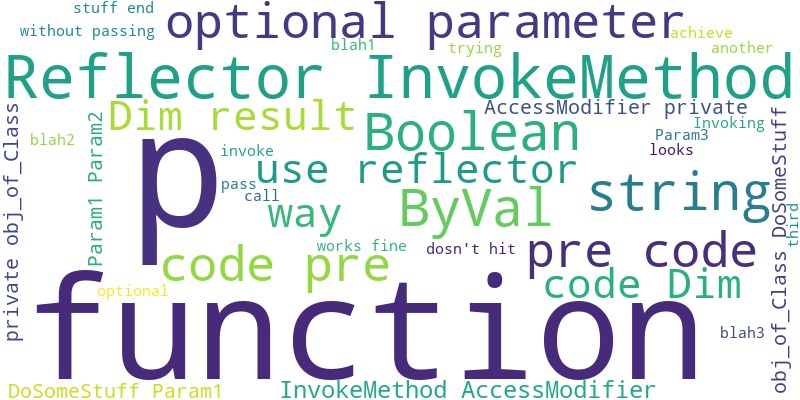 stuff end
optional parameter
without passing
achieve
blah1
trying
another
Reflector InvokeMethod
Dim result
AccessModifier private
private obj_of_Class
Param1 Param2
blah2
p
Boolean
Invoking
Param3
looks
invoke
use reflector
pass
call
string
way
ByVal
obj_of_Class DoSomeStuff
third
works fine
dosn't hit
pre code
code pre
optional
code Dim
function
blah3
DoSomeStuff Param1
InvokeMethod AccessModifier